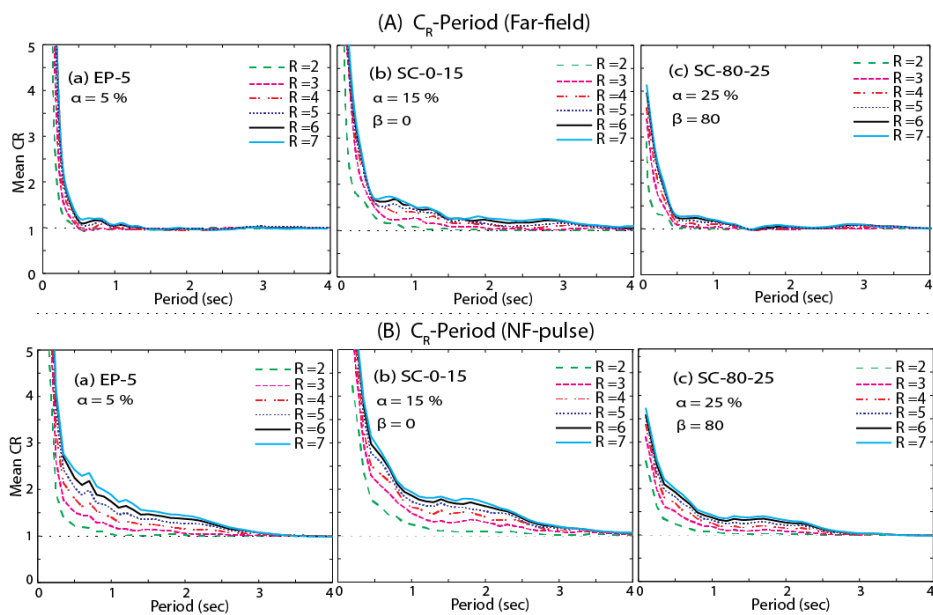 (A) C_R-Period (Far-field)
Mean CR
5
4
3
2
1
0
(a) EP-5
α = 5 %
R =2
R =3
R =4
R =5
R =6
R =7
0 1 2 3 4
Period (sec)
(b) SC-0-15
α = 15 %
β = 0
R =2
R =3
R =4
R =5
R =6
R =7
0 1 2 3 4
Period (sec)
(c) SC-80-25
α = 25 %
β = 80
R =2
R =3
R =4
R =5
R =6
R =7
0 1 2 3 4
Period (sec)
(B) C_R-Period (NF-pulse)
Mean CR
5
4
3
2
1
0
(a) EP-5
α = 5 %
R =2
R =3
R =4
R =5
R =6
R =7
0 1 2 3 4
Period (sec)
(b) SC-0-15
α = 15 %
β = 0
R =2
R =3
R =4
R =5
R =6
R =7
0 1 2 3 4
Period (sec)
(c) SC-80-25
α = 25 %
β = 80
R =2
R =3
R =4
R =5
R =6
R =7
0 1 2 3 4
Period (sec)